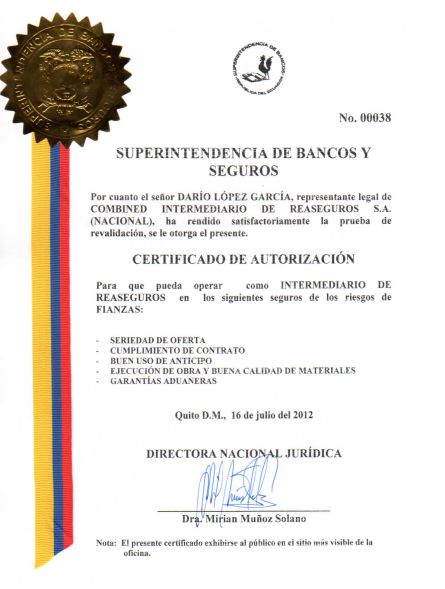 SUPERINTENDENCIA DE BANCOS
SUPERINTENDENCIA DE BANCOS
REPUBLICA DEL ECUADOR
No. 00038
SUPERINTENDENCIA DE BANCOS Y
SEGUROS
Por cuanto el señor DARÍO LÓPEZ GARCÍA, representante legal de
COMBINED INTERMEDIARIO DE REASEGUROS S.A.
(NACIONAL), ha rendido satisfactoriamente la prueba de
revalidación, se le otorga el presente.
CERTIFICADO DE AUTORIZACIÓN
Para que pueda operar como INTERMEDIARIO DE
REASEGUROS en los siguientes seguros de los riesgos de
FIANZAS:
- SERIEDAD DE OFERTA
- CUMPLIMIENTO DE CONTRATO
- BUEN USO DE ANTICIPO
- EJECUCIÓN DE OBRA Y BUENA CALIDAD DE MATERIALES
- GARANTÍAS ADUANERAS
Quito D.M., 16 de julio del 2012
DIRECTORA NACIONAL JURÍDICA
Dra. Mirian Muñoz Solano
Nota: El presente certificado exhibirse al público en el sitio más visible de la
oficina.